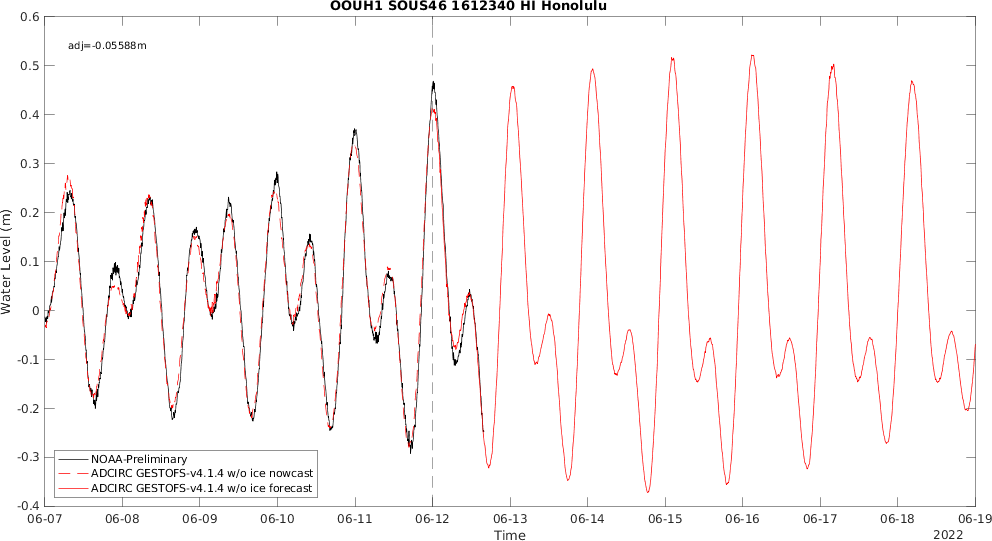 OOUH1 SOUS46 1612340 HI Honolulu
adj=-0.05588m
0.6
0.5
0.4
0.3
0.2
0.1
0
-0.1
-0.2
-0.3
-0.4
Water Level (m)
NOAA-Preliminary
ADCIRC GESTOFS-v4.1.4 w/o ice nowcast
ADCIRC GESTOFS-v4.1.4 w/o ice forecast
06-07 06-08 06-09 06-10 06-11 06-12 06-13 06-14 06-15 06-16 06-17 06-18 06-19
Time
2022